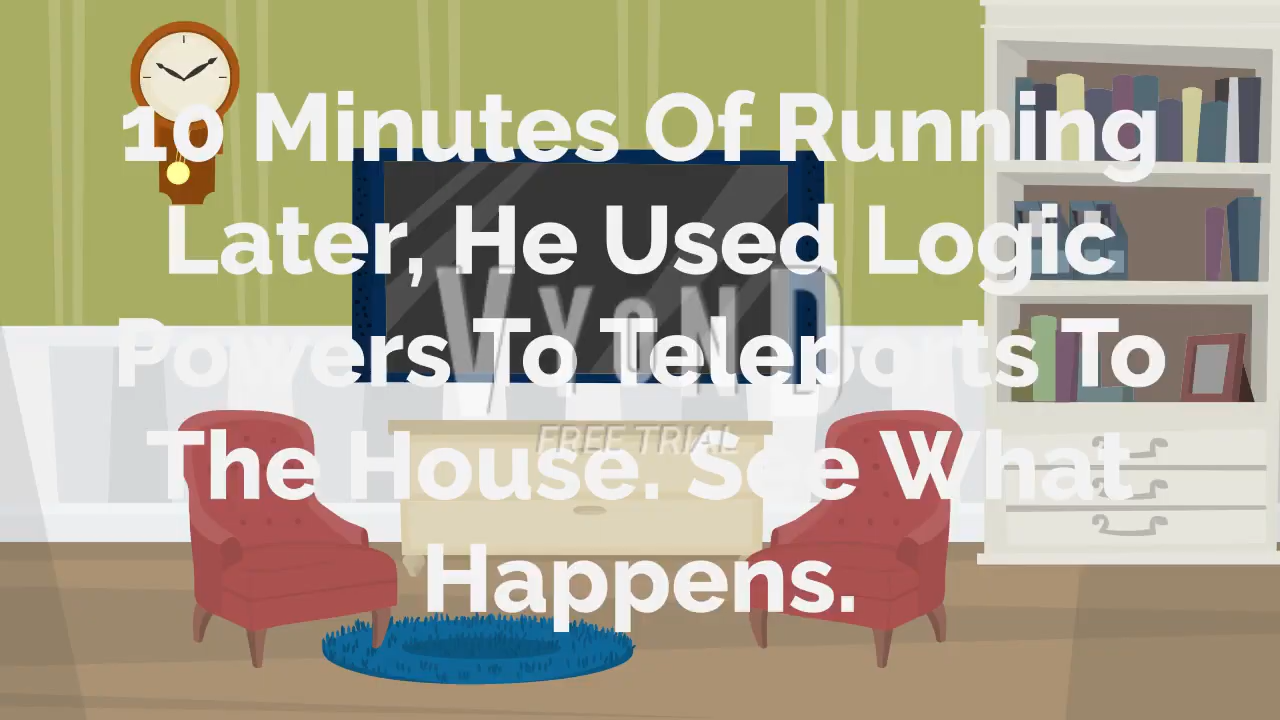 10 Minutes Of Running
Later, He Used Logic
Powers To Teleports To
The House. See What
Happens.
VYOND
FREE TRIAL